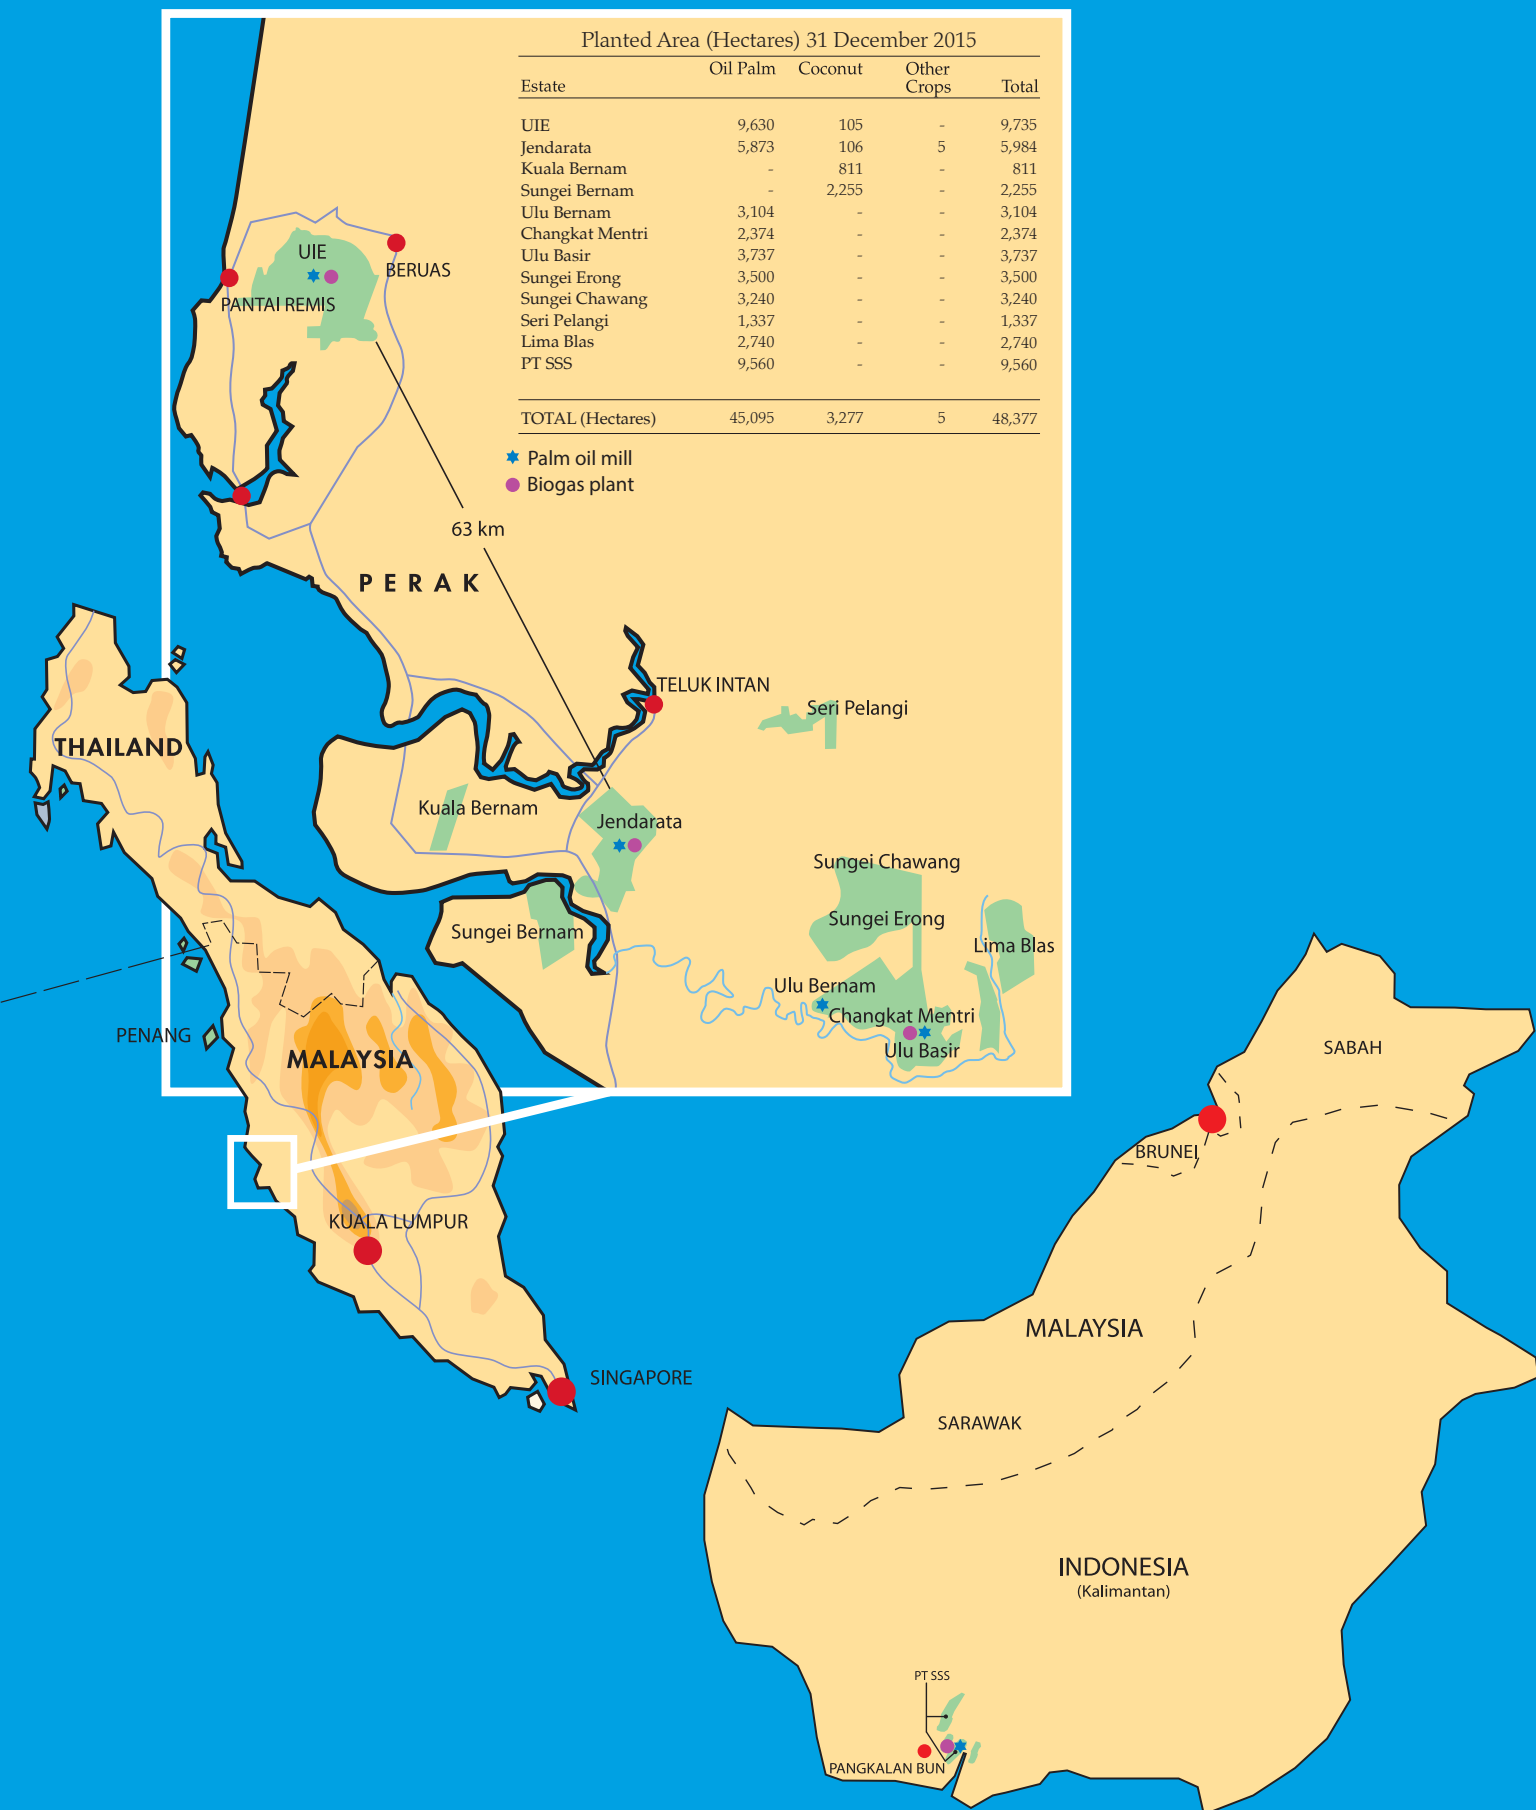 Planted Area (Hectares) 31 December 2015
Estate Oil Palm Coconut Other Crops Total
UIE 9,630 105 - 9,735
Jendarata 5,873 106 5 5,984
Kuala Bernam - 811 - 811
Sungei Bernam - 2,255 - 2,255
Ulu Bernam 3,104 - - 3,104
Changkat Mentri 2,374 - - 2,374
Ulu Basir 3,737 - - 3,737
Sungei Erong 3,500 - - 3,500
Sungei Chawang 3,240 - - 3,240
Seri Pelangi 1,337 - - 1,337
Lima Blas 2,740 - - 2,740
PT SSS 9,560 - - 9,560
TOTAL (Hectares) 45,095 3,277 5 48,377
Palm oil mill
Biogas plant
UIE
BERUAS
PANTAI REMIS
63 km
PERAK
TELUK INTAN
Seri Pelangi
THAILAND
Kuala Bernam
Jendarata
Sungei Chawang
Sungei Erong
Sungei Bernam
Lima Blas
Ulu Bernam
Changkat Mentri
Ulu Basir
PENANG
MALAYSIA
SABAH
BRUNEI
KUALA LUMPUR
MALAYSIA
SINGAPORE
SARAWAK
INDONESIA
(Kalimantan)
PT SSS
PANGKALAN BUN